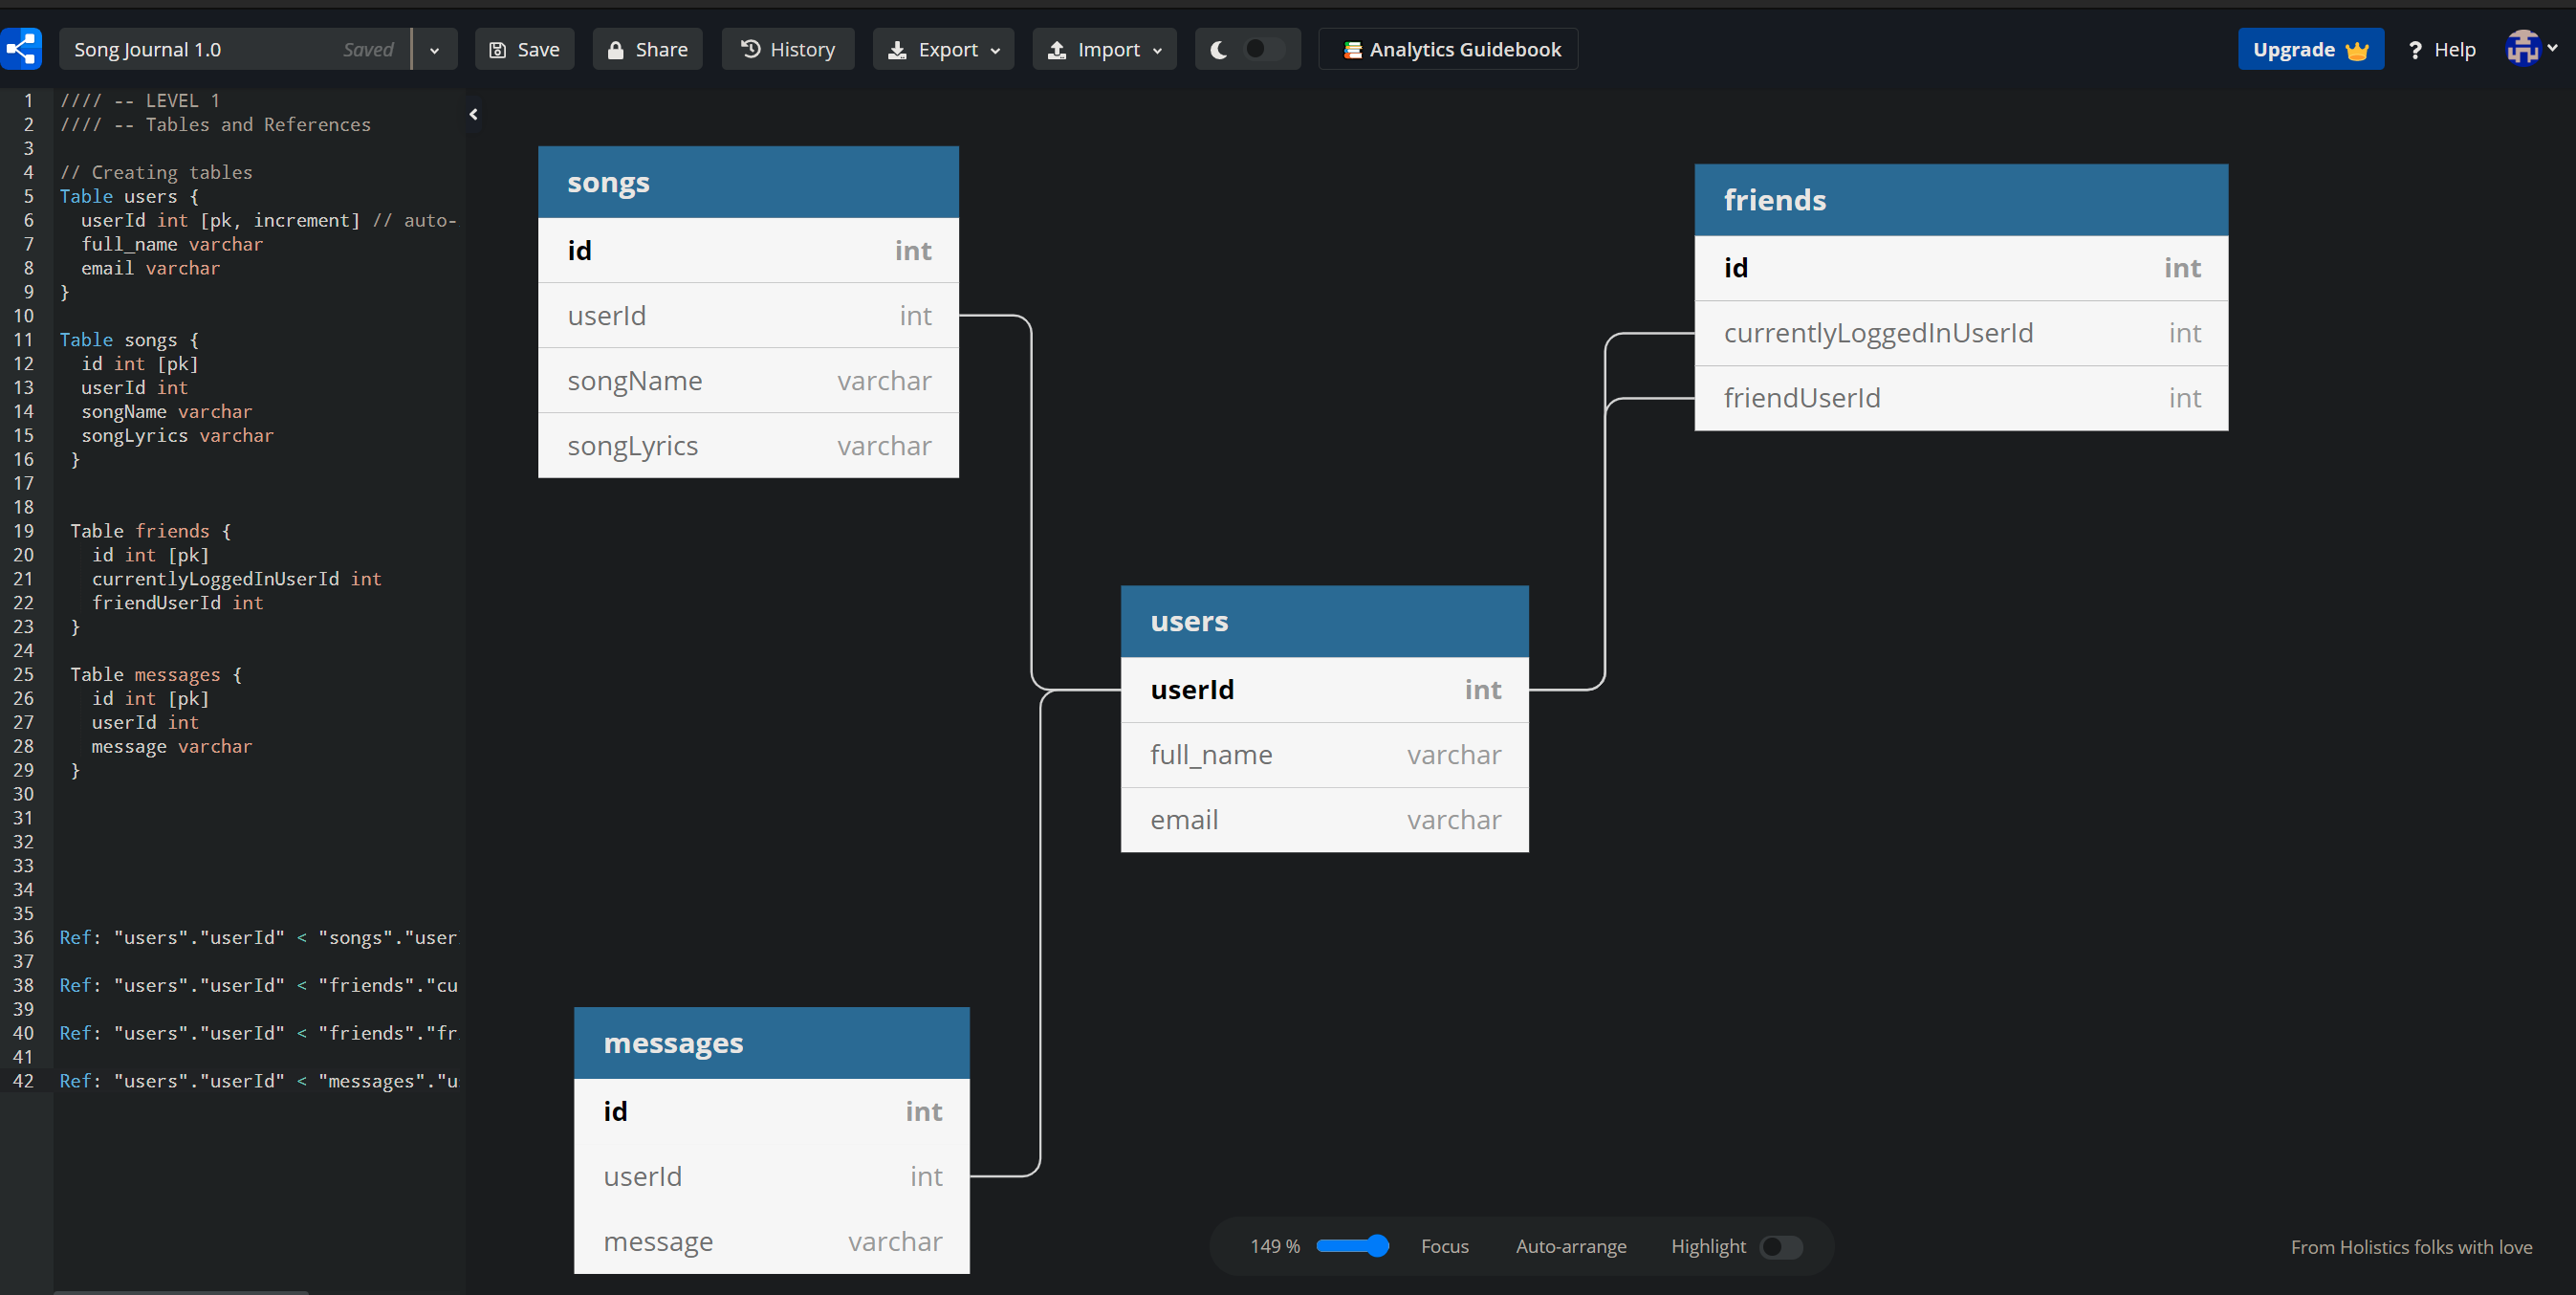 Song Journal 1.0 Saved Save Share History Export Import Analytics Guidebook Upgrade ? Help
1 //// -- LEVEL 1
2 //// -- Tables and References
3
4 // Creating tables
5 Table users {
6 userId int [pk, increment] // auto-
7 full_name varchar
8 email varchar
9 }
10
11 Table songs {
12 id int [pk]
13 userId int
14 songName varchar
15 songLyrics varchar
16 }
17
18
19 Table friends {
20 id int [pk]
21 currentlyLoggedInUserId int
22 friendUserId int
23 }
24
25 Table messages {
26 id int [pk]
27 userId int
28 message varchar
29 }
30
31
32
33
34
35
36 Ref: "users"."userId" < "songs"."user
37
38 Ref: "users"."userId" < "friends"."cu
39
40 Ref: "users"."userId" < "friends"."fr
41
42 Ref: "users"."userId" < "messages"."u
songs
id int
userId int
songName varchar
songLyrics varchar
friends
id int
currentlyLoggedInUserId int
friendUserId int
users
userId int
full_name varchar
email varchar
messages
id int
userId int
message varchar
149 % Focus Auto-arrange Highlight
From Holistics folks with love